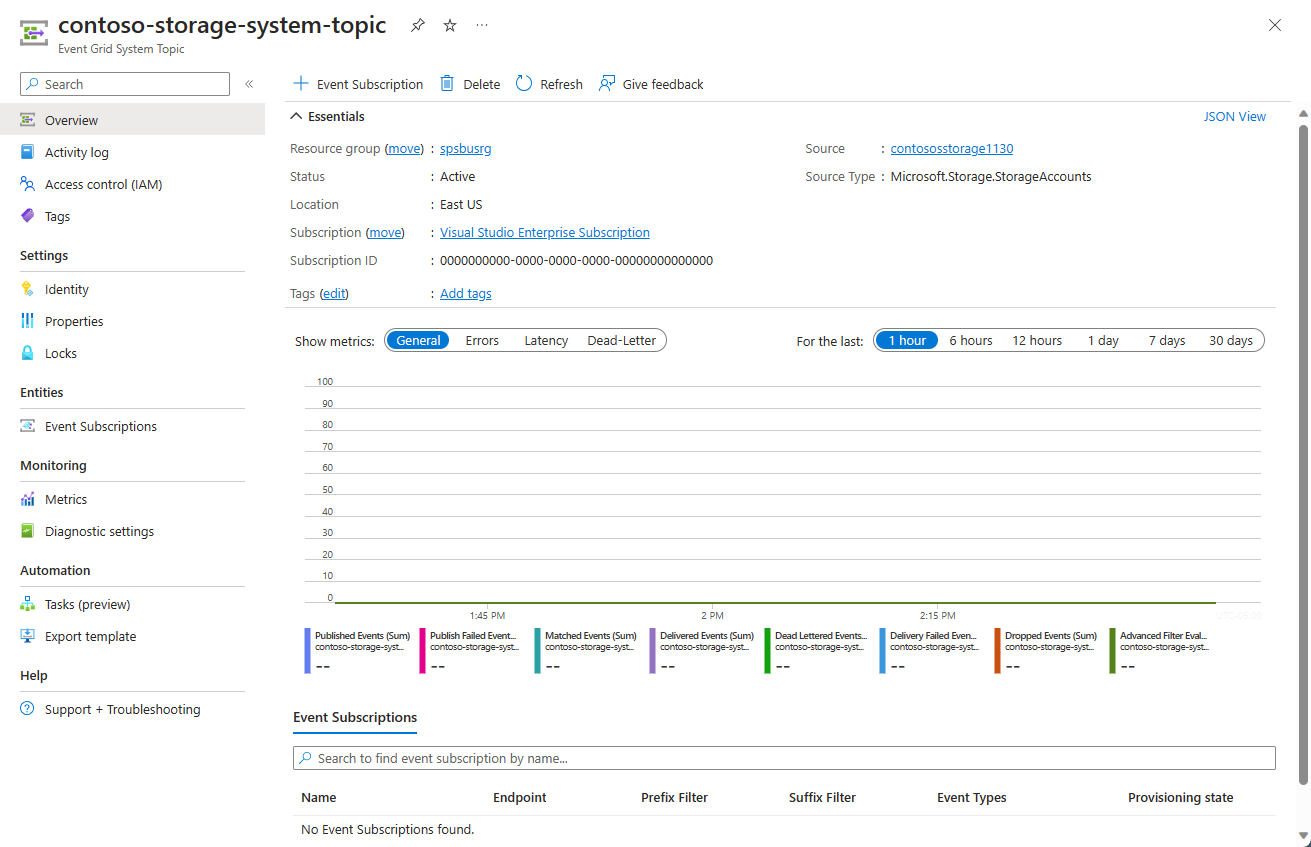 contoso-storage-system-topic
Event Grid System Topic
Search
Overview
Activity log
Access control (IAM)
Tags
Settings
Identity
Properties
Locks
Entities
Event Subscriptions
Monitoring
Metrics
Diagnostic settings
Automation
Tasks (preview)
Export template
Help
Support + Troubleshooting
Event Subscription Delete Refresh Give feedback
Essentials JSON View
Resource group (move) : spsbusrg
Status : Active
Location : East US
Subscription (move) : Visual Studio Enterprise Subscription
Subscription ID : 0000000000-0000-0000-0000-00000000000000
Tags (edit) : Add tags
Source : contososstorage1130
Source Type : Microsoft.Storage.StorageAccounts
Show metrics: General Errors Latency Dead-Letter
For the last: 1 hour 6 hours 12 hours 1 day 7 days 30 days
100
90
80
70
60
50
40
30
20
10
0
1:45 PM 2 PM 2:15 PM
Published Events (Sum)
contoso-storage-syst...
--
Publish Failed Event...
contoso-storage-syst...
--
Matched Events (Sum)
contoso-storage-syst...
--
Delivered Events (Sum)
contoso-storage-syst...
--
Dead Lettered Events...
contoso-storage-syst...
--
Delivery Failed Even...
contoso-storage-syst...
--
Dropped Events (Sum)
contoso-storage-syst...
--
Advanced Filter Eval...
contoso-storage-syst...
--
Event Subscriptions
Search to find event subscription by name...
Name Endpoint Prefix Filter Suffix Filter Event Types Provisioning state
No Event Subscriptions found.